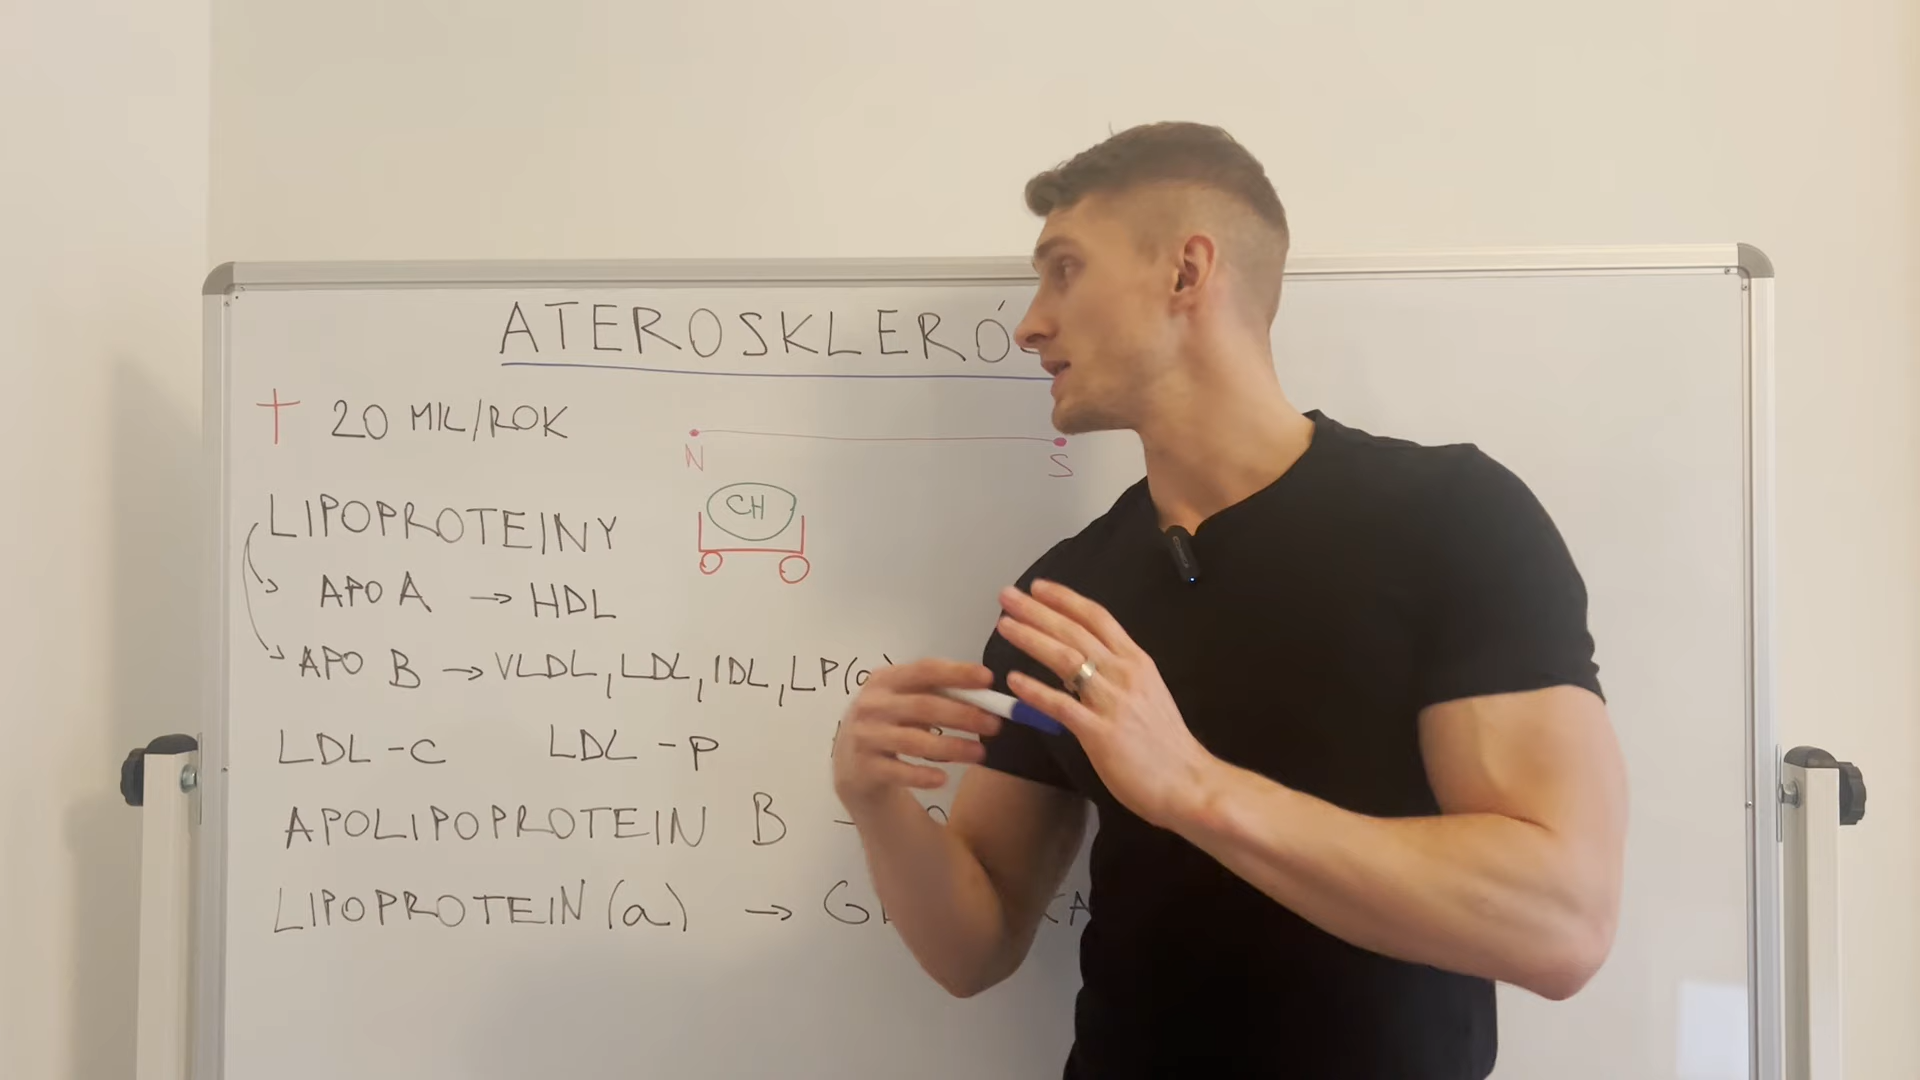 ATEROSKLERÓ
† 20 MIL/ROK
N S
CH
LIPOPROTEINY
APO A → HDL
APO B → VLDL, LDL, IDL, LP(a)
LDL-C LDL-P
APOLIPOPROTEIN B
LIPOPROTEIN (a) →